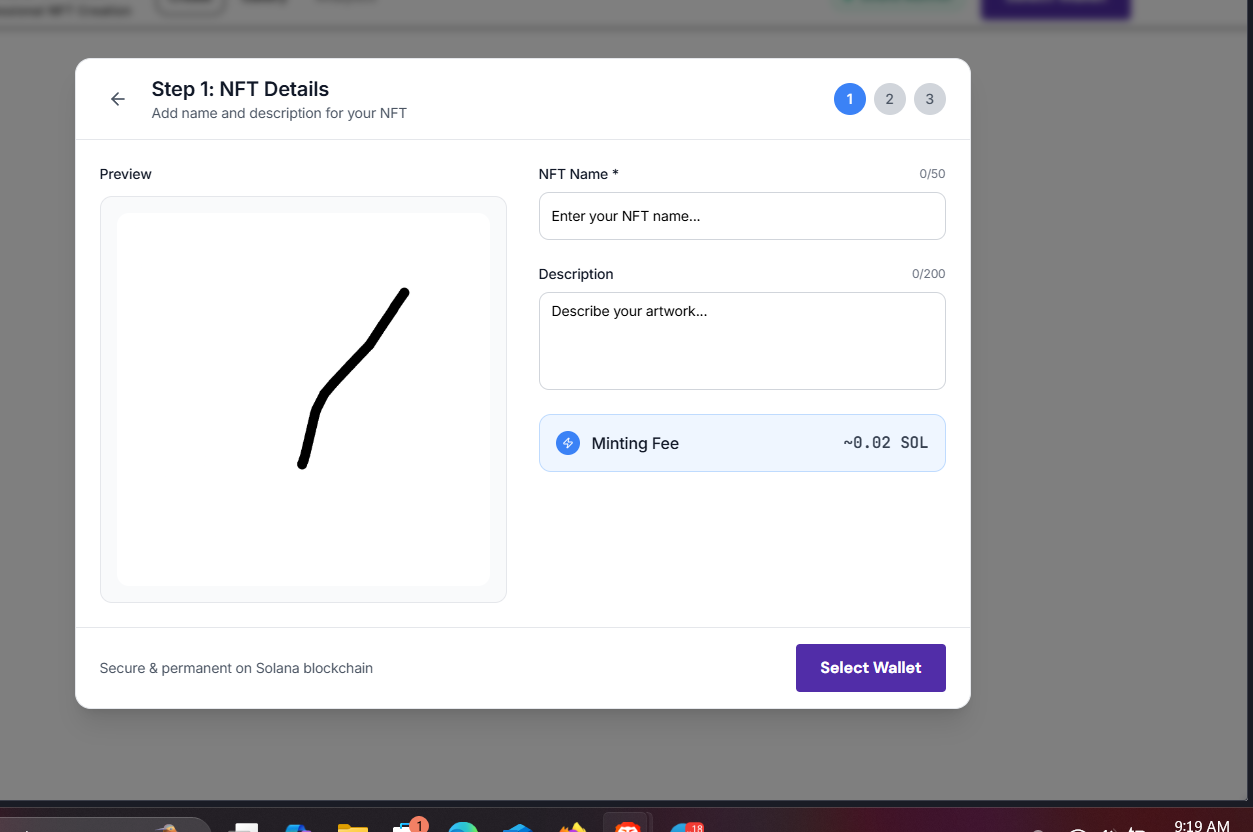 Step 1: NFT Details
Add name and description for your NFT
1 2 3
Preview
NFT Name *
0/50
Enter your NFT name...
Description
0/200
Describe your artwork...
Minting Fee
~0.02 SOL
Secure & permanent on Solana blockchain
Select Wallet
1
18
9:19 AM